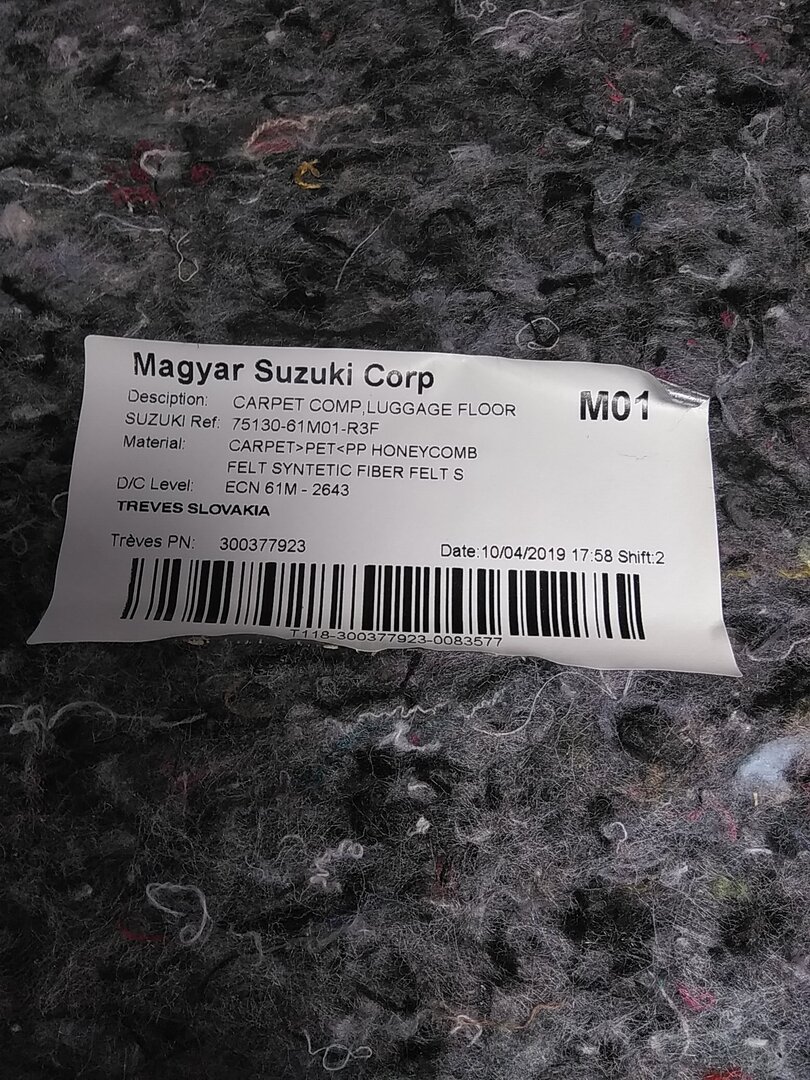 Magyar Suzuki Corp
M01
Desciption: CARPET COMP,LUGGAGE FLOOR
SUZUKI Ref: 75130-61M01-R3F
Material: CARPET>PET<PP HONEYCOMB
FELT SYNTETIC FIBER FELT S
D/C Level: ECN 61M - 2643
TREVES SLOVAKIA
Trèves PN: 300377923
Date:10/04/2019 17:58 Shift:2
T118-300377923-0083577